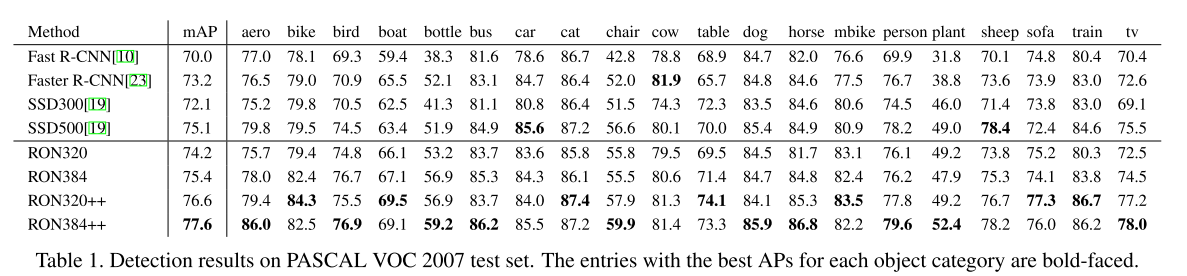 Method mAP aero bike bird boat bottle bus car cat chair cow table dog horse mbike person plant sheep sofa train tv
Fast R-CNN[10] 70.0 77.0 78.1 69.3 59.4 38.3 81.6 78.6 86.7 42.8 78.8 68.9 84.7 82.0 76.6 69.9 31.8 70.1 74.8 80.4 70.4
Faster R-CNN[23] 73.2 76.5 79.0 70.9 65.5 52.1 83.1 84.7 86.4 52.0 81.9 65.7 84.8 84.6 77.5 76.7 38.8 73.6 73.9 83.0 72.6
SSD300[19] 72.1 75.2 79.8 70.5 62.5 41.3 81.1 80.8 86.4 51.5 74.3 72.3 83.5 84.6 80.6 74.5 46.0 71.4 73.8 83.0 69.1
SSD500[19] 75.1 79.8 79.5 74.5 63.4 51.9 84.9 85.6 87.2 56.6 80.1 70.0 85.4 84.9 80.9 78.2 49.0 78.4 72.4 84.6 75.5
RON320 74.2 75.7 79.4 74.8 66.1 53.2 83.7 83.6 85.8 55.8 79.5 69.5 84.5 81.7 83.1 76.1 49.2 73.8 75.2 80.3 72.5
RON384 75.4 78.0 82.4 76.7 67.1 56.9 85.3 84.3 86.1 55.5 80.6 71.4 84.7 84.8 82.4 76.2 47.9 75.3 74.1 83.8 74.5
RON320++ 76.6 79.4 84.3 75.5 69.5 56.9 83.7 84.0 87.4 57.9 81.3 74.1 84.1 85.3 83.5 77.8 49.2 76.7 77.3 86.7 77.2
RON384++ 77.6 86.0 82.5 76.9 69.1 59.2 86.2 85.5 87.2 59.9 81.4 73.3 85.9 86.8 82.2 79.6 52.4 78.2 76.0 86.2 78.0
Table 1. Detection results on PASCAL VOC 2007 test set. The entries with the best APs for each object category are bold-faced.